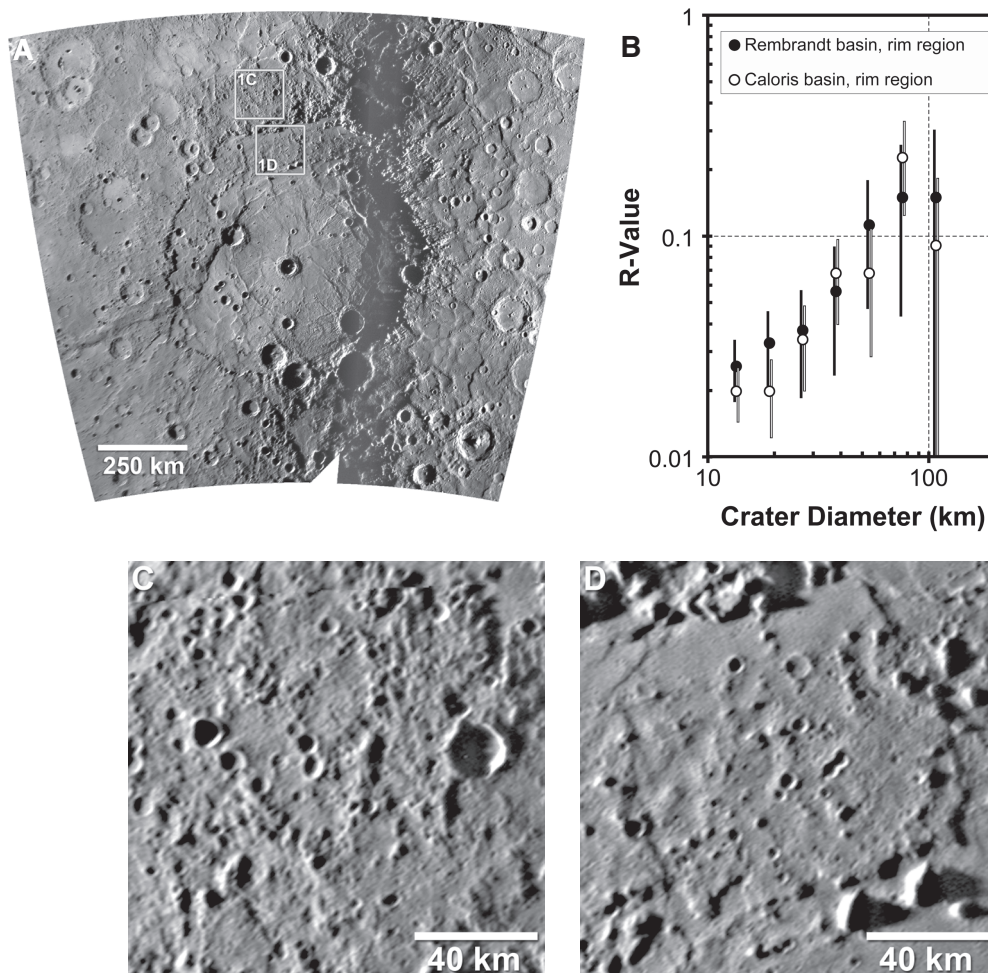 A
1C
1D
250 km
B
Rembrandt basin, rim region
Caloris basin, rim region
1
0.1
0.01
R-Value
10
100
Crater Diameter (km)
C
40 km
D
40 km